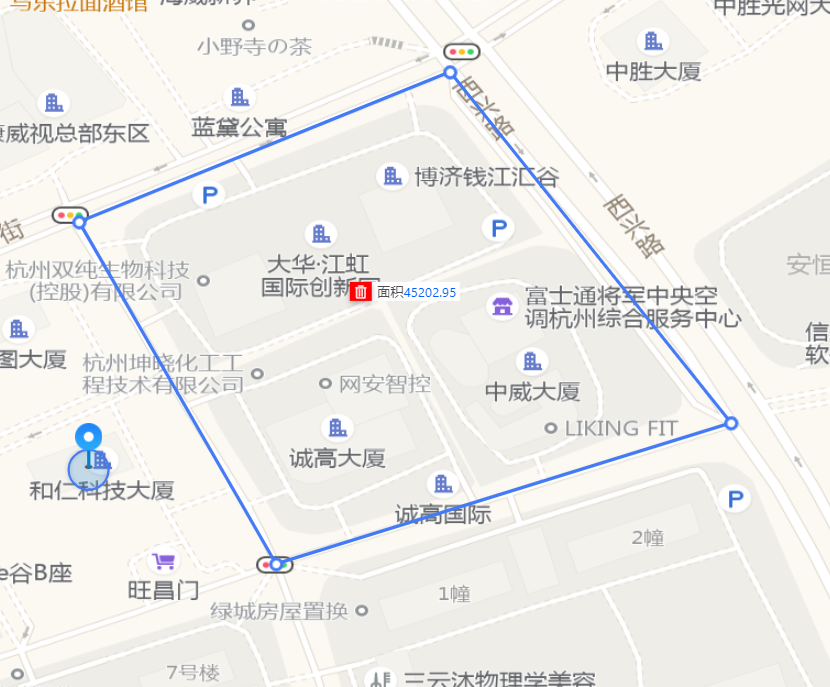 马永拉面酒馆
小野寺の茶
中胜光网大
中胜大厦
西兴路
蓝黛公寓
康威视总部东区
P
博济钱江汇谷
西兴路
街
P
大华·江虹
国际创新园
杭州双纯生物科技
(控股)有限公司
面积45202.95
富士通将军中央空
调杭州综合服务中心
安恒
信
软
图大厦
杭州坤晓化工工
程技术有限公司
网安智控
中威大厦
LIKING FIT
诚高大厦
和仁科技大厦
诚高国际
P
2幢
e谷B座
旺昌门
1幢
绿城房屋置换
7号楼
三云沐物理学美容